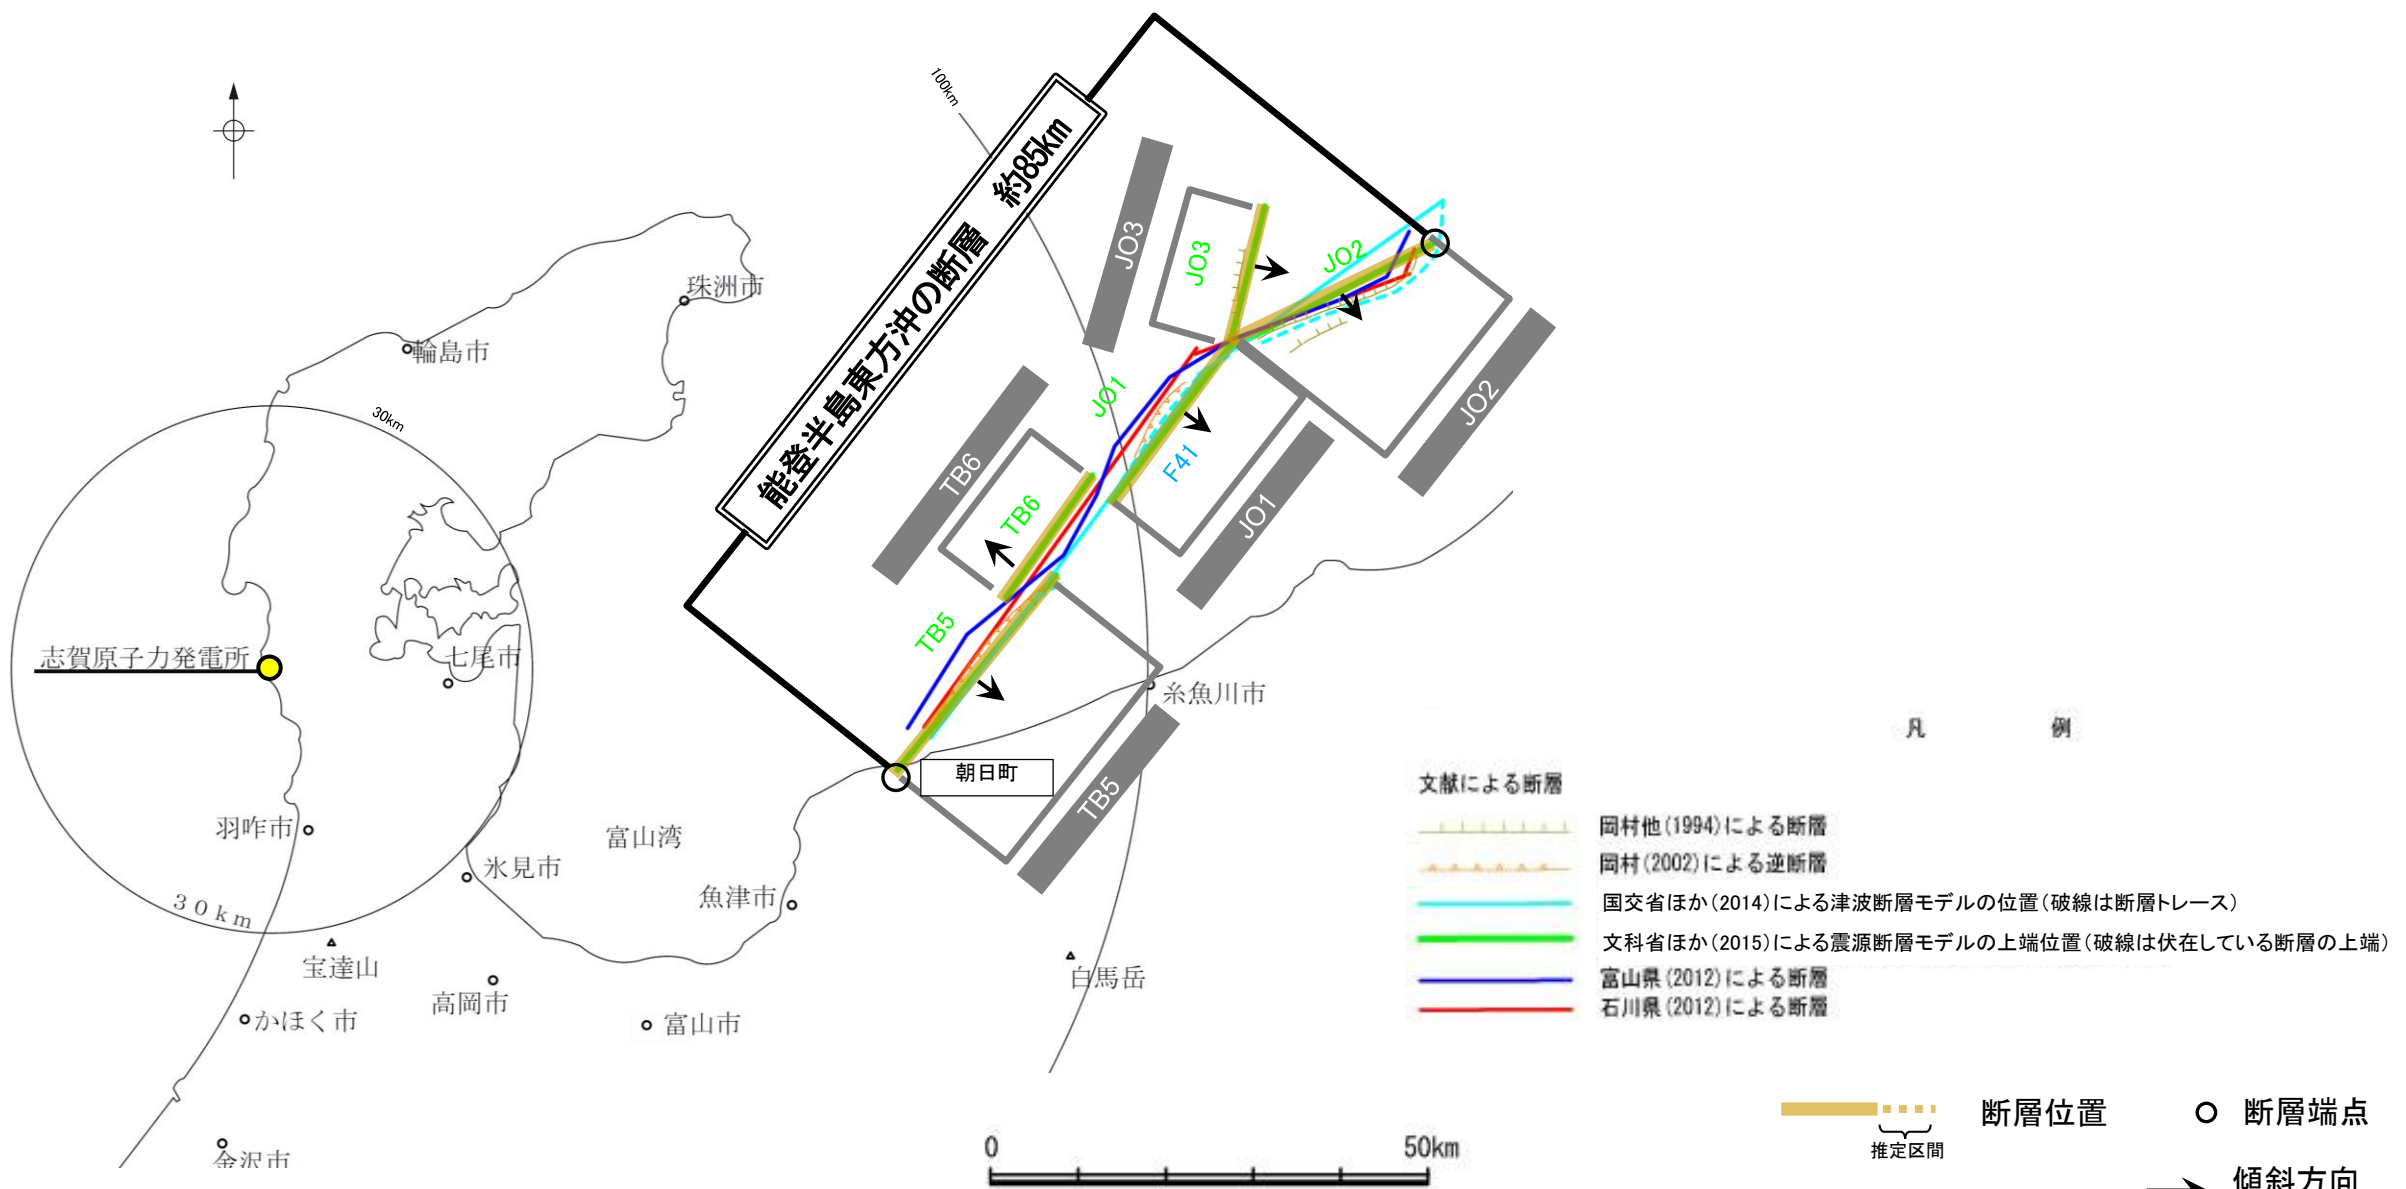 100km
能登半島東方沖の断層 約85km
JO3
JO3
JO2
珠洲市
輪島市
30km
JO1
JO2
TB6
F41
TB6
JO1
TB5
志賀原子力発電所
七尾市
糸魚川市
朝日町
TB5
羽咋市
富山湾
氷見市
魚津市
30km
宝達山
高岡市
白馬岳
かほく市
富山市
金沢市
凡 例
文献による断層
岡村他(1994)による断層
岡村(2002)による逆断層
国交省ほか(2014)による津波断層モデルの位置(破線は断層トレース)
文科省ほか(2015)による震源断層モデルの上端位置(破線は伏在している断層の上端)
富山県(2012)による断層
石川県(2012)による断層
断層位置
断層端点
推定区間
傾斜方向
0 50km